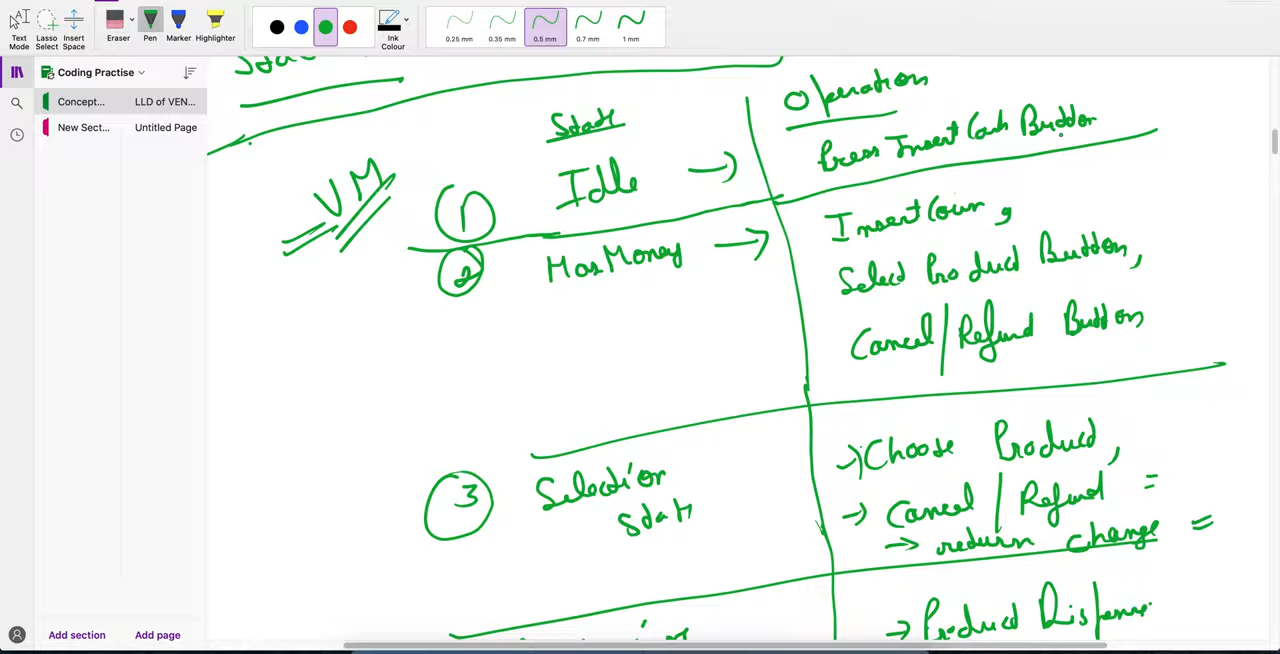 Text Mode
Lasso Select
Insert Space
Eraser
Pen
Marker
Highlighter
Ink Colour
0.25 mm
0.35 mm
0.5 mm
0.7 mm
1 mm
Coding Practise
Concept...
LLD of VEN...
New Sect...
Untitled Page
Add section
Add page
State
Operation
VM
1
Idle
Press Insert Cash Button
2
HasMoney
Insert Coin,
Select Product Button,
Cancel/Refund Button
3
Selection
State
→ Choose Product,
→ Cancel / Refund =
→ return change =
→ Product Dispense